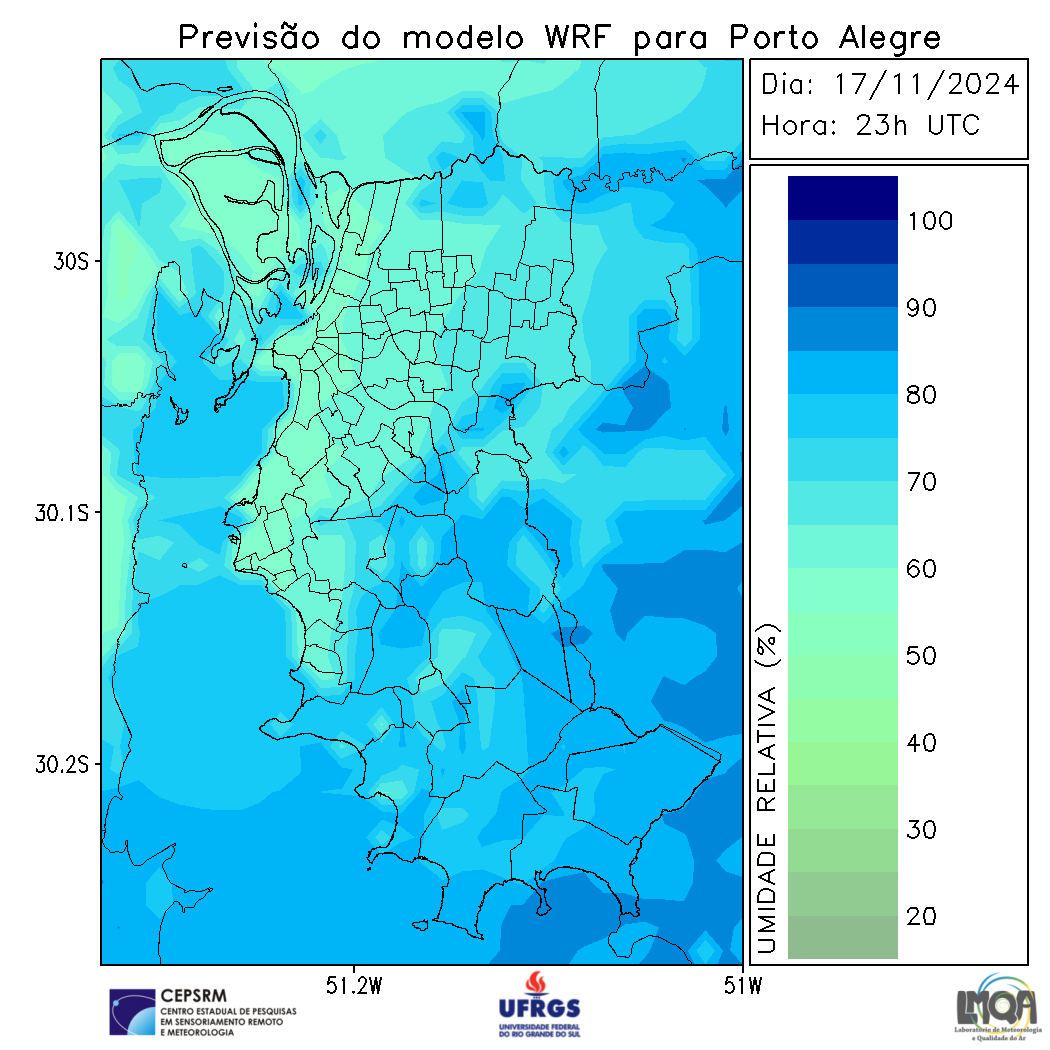 Previsão do modelo WRF para Porto Alegre
Dia: 17/11/2024
Hora: 23h UTC
100
90
80
70
60
50
40
30
20
UMIDADE RELATIVA (%)
30S
30.1S
30.2S
51.2W
51W
CEPSRM
CENTRO ESTADUAL DE PESQUISAS
EM SENSORIAMENTO REMOTO
E METEOROLOGIA
UFRGS
UNIVERSIDADE FEDERAL
DO RIO GRANDE DO SUL
LMQA
Laboratório de Meteorologia
e Qualidade do Ar